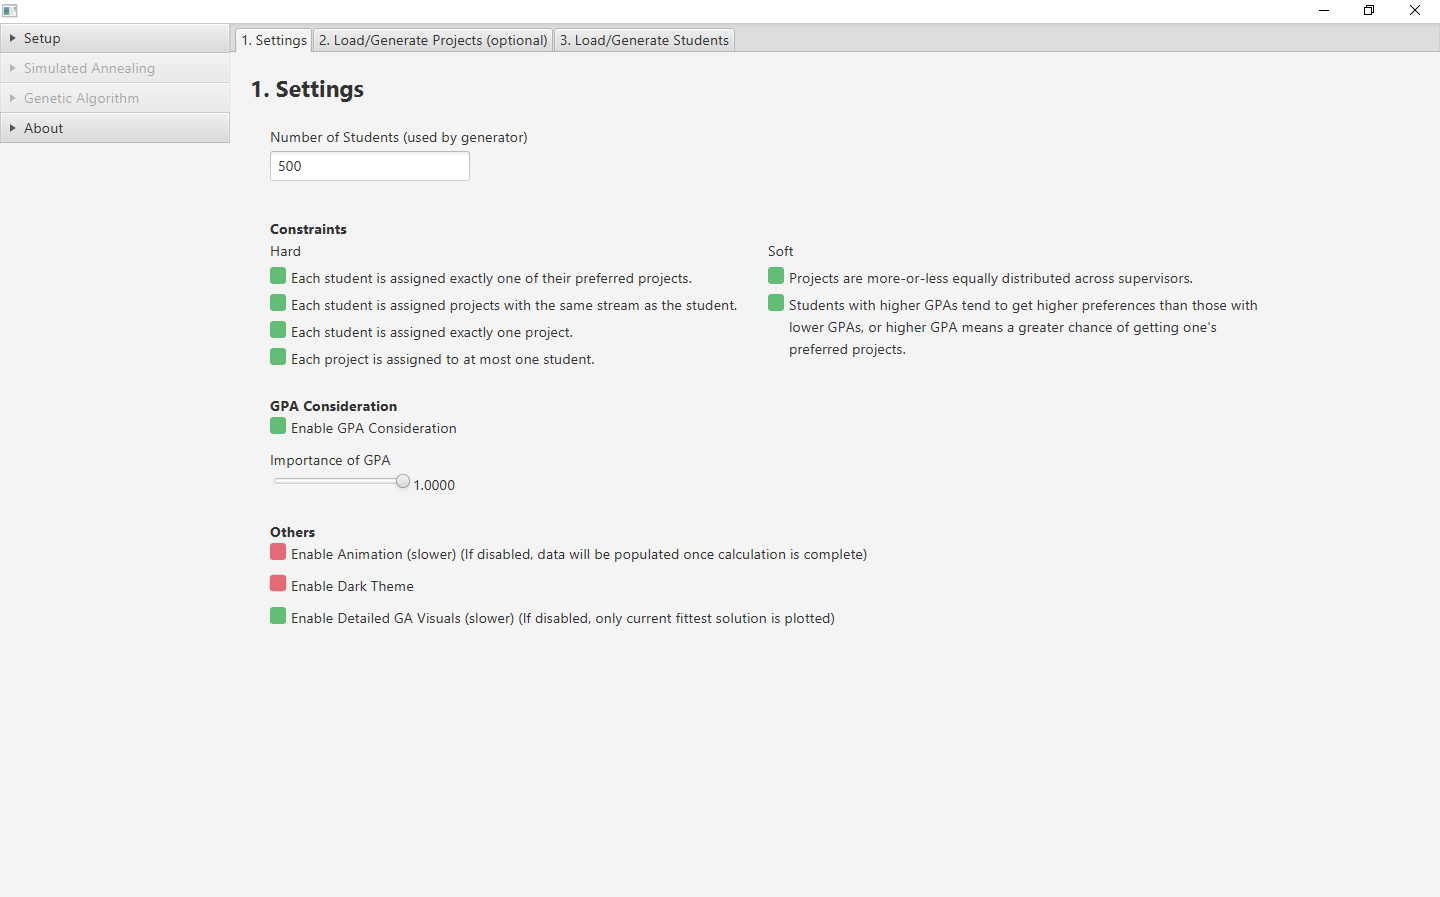 Setup
Simulated Annealing
Genetic Algorithm
About
1. Settings
2. Load/Generate Projects (optional)
3. Load/Generate Students
1. Settings
Number of Students (used by generator)
500
Constraints
Hard
Each student is assigned exactly one of their preferred projects.
Each student is assigned projects with the same stream as the student.
Each student is assigned exactly one project.
Each project is assigned to at most one student.
Soft
Projects are more-or-less equally distributed across supervisors.
Students with higher GPAs tend to get higher preferences than those with
lower GPAs, or higher GPA means a greater chance of getting one's
preferred projects.
GPA Consideration
Enable GPA Consideration
Importance of GPA
1.0000
Others
Enable Animation (slower) (If disabled, data will be populated once calculation is complete)
Enable Dark Theme
Enable Detailed GA Visuals (slower) (If disabled, only current fittest solution is plotted)